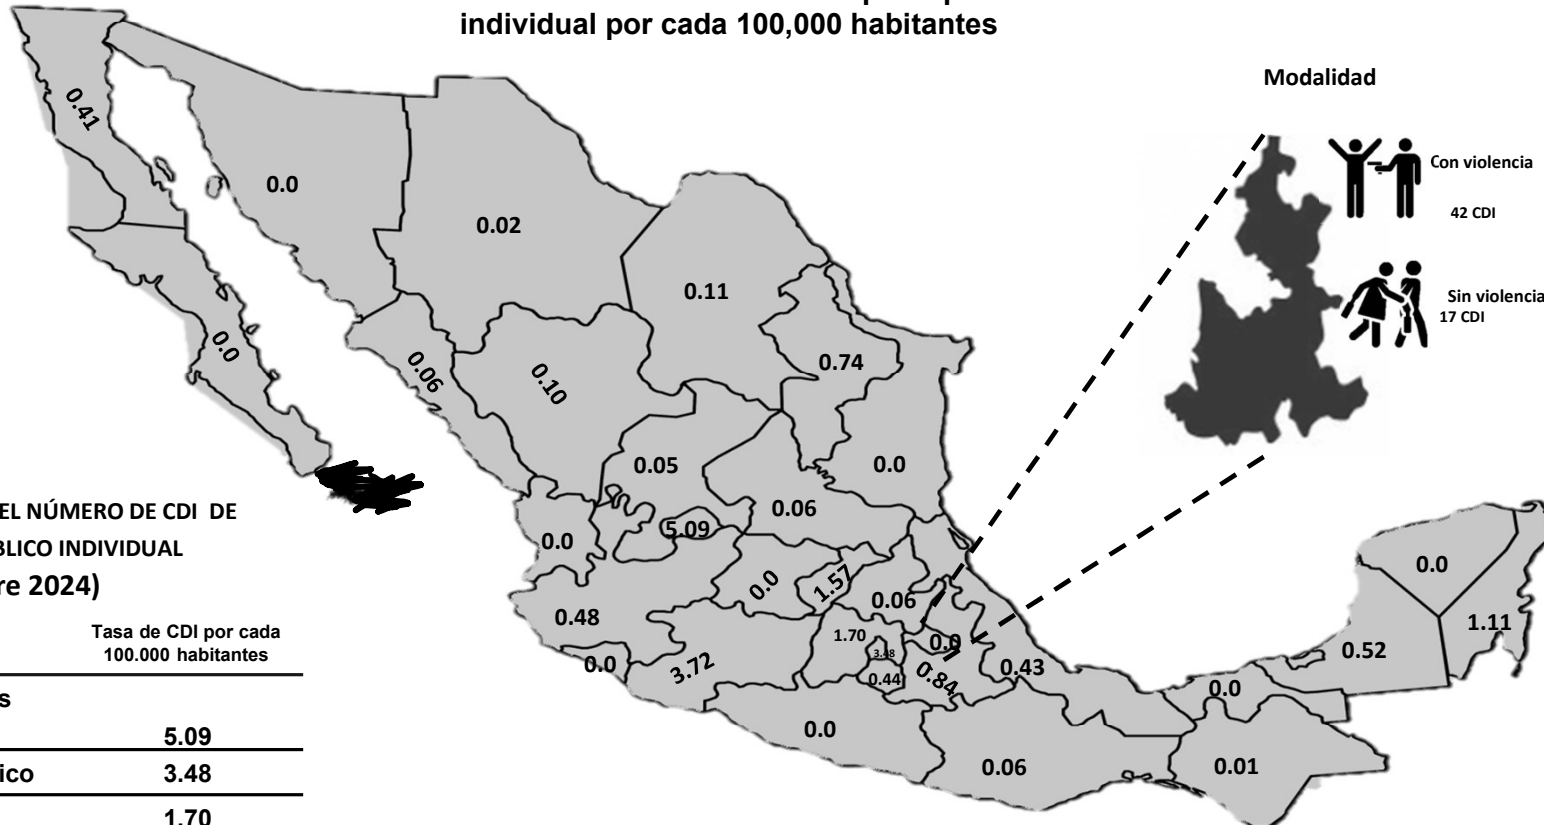 individual por cada 100,000 habitantes
Modalidad
Con violencia
42 CDI
Sin violencia
17 CDI
0.41
0.0
0.02
0.11
0.74
0.0
0.06
0.10
0.05
0.0
0.06
5.09
0.0
0.0
1.57
0.06
0.48
1.70
3.48
0.0
0.0
3.72
0.44
0.84
0.43
0.0
0.06
0.0
0.01
0.52
0.0
1.11
EL NÚMERO DE CDI DE
BLICO INDIVIDUAL
re 2024)
Tasa de CDI por cada
100.000 habitantes
s
5.09
ico 3.48
1.70